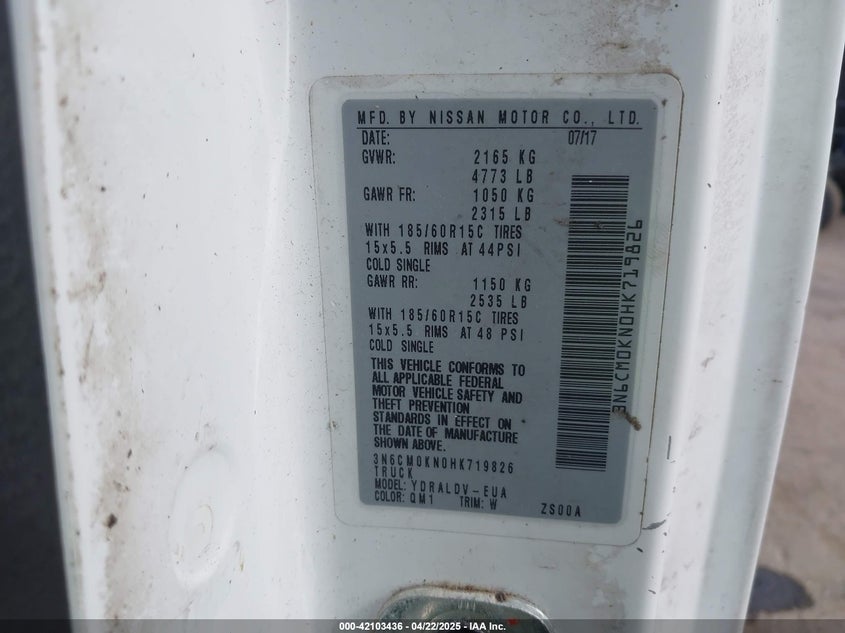 MFD. BY NISSAN MOTOR CO., LTD.
DATE: 07/17
GVWR: 2165 KG
4773 LB
GAWR FR: 1050 KG
2315 LB
WITH 185/60R15C TIRES
15x5.5 RIMS AT 44PSI
COLD SINGLE
GAWR RR: 1150 KG
2535 LB
WITH 185/60R15C TIRES
15x5.5 RIMS AT 48 PSI
COLD SINGLE
THIS VEHICLE CONFORMS TO
ALL APPLICABLE FEDERAL
MOTOR VEHICLE SAFETY AND
THEFT PREVENTION
STANDARDS IN EFFECT ON
THE DATE OF MANUFACTURE
SHOWN ABOVE.
3N6CM0KN0HK719826
TRUCK
MODEL: YDRALDV-EUA
COLOR: QM1 TRIM: W ZS00A
3N6CM0KN0HK719826
000-42103436 - 04/22/2025 - IAA, Inc.